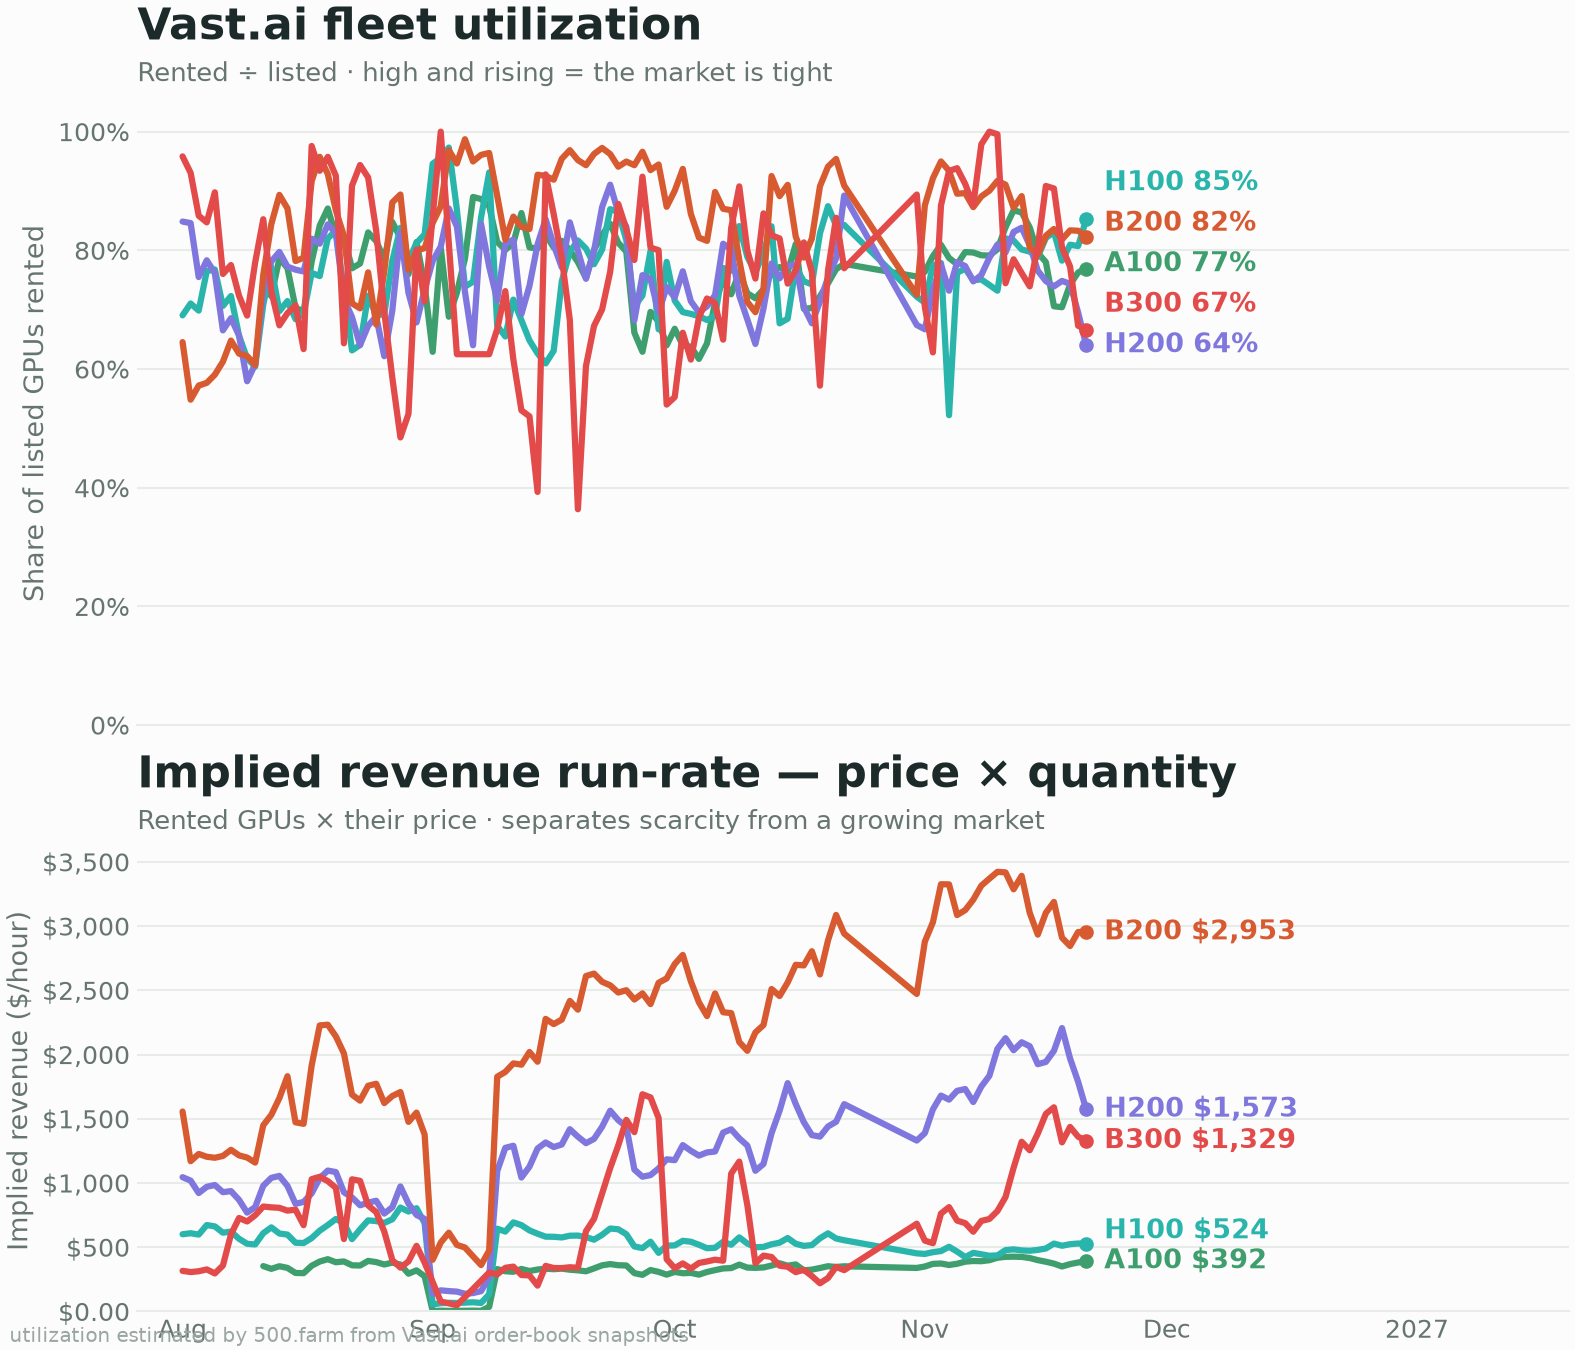 Vast.ai fleet utilization
Rented ÷ listed · high and rising = the market is tight
Share of listed GPUs rented
100%
80%
60%
40%
20%
0%
H100 85%
B200 82%
A100 77%
B300 67%
H200 64%
Implied revenue run-rate — price × quantity
Rented GPUs × their price · separates scarcity from a growing market
Implied revenue ($/hour)
$3,500
$3,000
$2,500
$2,000
$1,500
$1,000
$500
$0.00
B200 $2,953
H200 $1,573
B300 $1,329
H100 $524
A100 $392
Aug Sep Oct Nov Dec 2027
utilization estimated by 500.farm from Vast.ai order-book snapshots